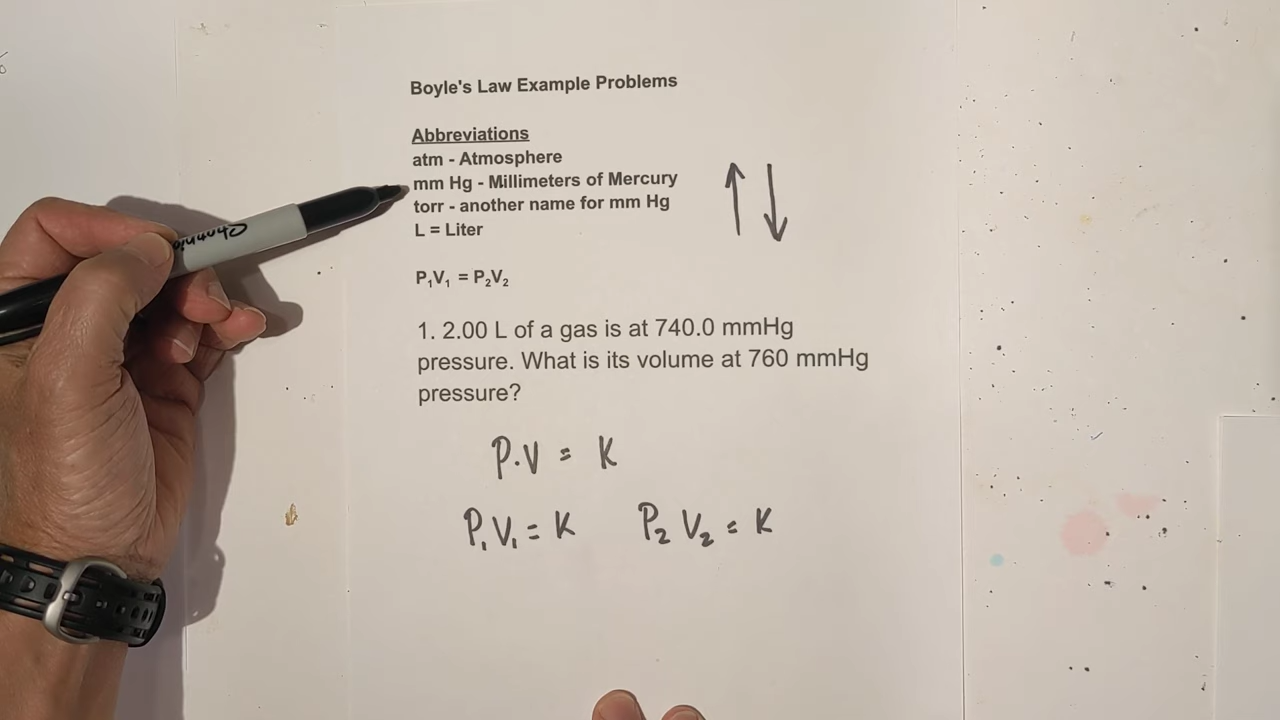 Boyle's Law Example Problems
Abbreviations
atm - Atmosphere
mm Hg - Millimeters of Mercury
torr - another name for mm Hg
L = Liter
P₁V₁ = P₂V₂
1. 2.00 L of a gas is at 740.0 mmHg
pressure. What is its volume at 760 mmHg
pressure?
P·V = K
P₁V₁ = K P₂ V₂ = K